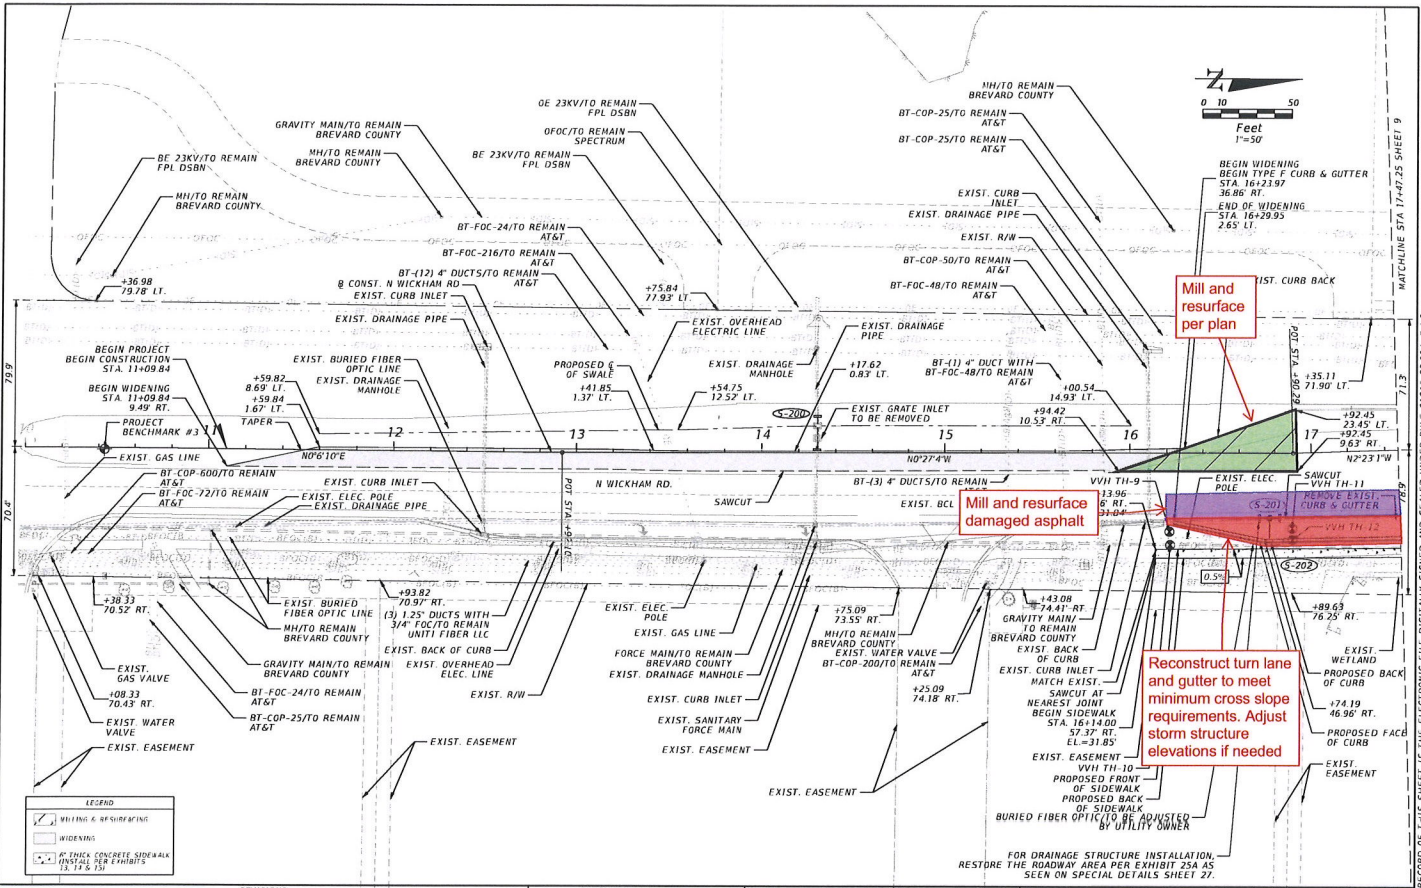 MH/TO REMAIN
BREVARD COUNTY
GE 23KV/TO REMAIN
FPL DSBN
BT-COP-25/TO REMAIN
AT&T
OFOC/TO REMAIN
SPECTRUM
GRAVITY MAIN/TO REMAIN
BREVARD COUNTY
BT-COP-25/TO REMAIN
AT&T
MH/TO REMAIN
BREVARD COUNTY
BE 23KV/TO REMAIN
FPL DSBN
BE 23KV/TO REMAIN
FPL DSBN
MH/TO REMAIN
BREVARD COUNTY
N
0 10 50
Feet
1"=50'
MATCHLINE STA 17+47.25 SHEET 9
BEGIN WIDENING
BEGIN TYPE F CURB & GUTTER
STA. 16+23.97
36.86' RT.
END OF WIDENING
STA. 16+29.95
2.65' LT.
EXIST. CURB
INLET
EXIST. DRAINAGE PIPE
EXIST. R/W
BT-COP-50/TO REMAIN
AT&T
BT-FOC-48/TO REMAIN
AT&T
BT-FOC-24/TO REMAIN
AT&T
BT-FOC-216/TO REMAIN
AT&T
BT-(12) 4" DUCTS/TO REMAIN
AT&T
CONST. N WICKHAM RD
EXIST. CURB INLET
EXIST. DRAINAGE PIPE
+36.98
79.78' LT.
+75.84
77.93' LT.
EXIST. OVERHEAD
ELECTRIC LINE
EXIST. DRAINAGE
PIPE
Mill and
resurface
per plan
EXIST. CURB BACK
BEGIN PROJECT
BEGIN CONSTRUCTION
STA. 11+09.84
BEGIN WIDENING
STA. 11+09.84
9.49' RT.
PROJECT
BENCHMARK #3
TAPER
EXIST. BURIED FIBER
OPTIC LINE
EXIST. DRAINAGE
MANHOLE
+59.82
8.69' LT.
+59.84
1.67' LT.
PROPOSED ℄
OF SWALE
+41.85
1.37' LT.
+54.75
12.52' LT.
EXIST. DRAINAGE
MANHOLE
+17.62
0.83' LT.
S-200
EXIST. GRATE INLET
TO BE REMOVED
BT-(1) 4" DUCT WITH
BT-FOC-48/TO REMAIN
AT&T
+00.54
14.93' LT.
+94.42
10.53' RT.
POT STA. +90.29
+35.11
71.90' LT.
+92.45
23.45' LT.
+92.45
9.63' RT.
79.9'
71.3'
11 12 13 14 15 16 17
N0°6'10"E
N0°27'4"W
N2°23'1"W
70.4'
78.9'
EXIST. GAS LINE
BT-COP-600/TO REMAIN
AT&T
BT-FOC-72/TO REMAIN
AT&T
EXIST. CURB INLET
EXIST. ELEC. POLE
EXIST. DRAINAGE PIPE
N WICKHAM RD.
SAWCUT
BT-(3) 4" DUCTS/TO REMAIN
EXIST. BCL
Mill and resurface
damaged asphalt
VVH TH-9
EXIST. ELEC.
POLE
SAWCUT
VVH TH-11
REMOVE EXIST.
CURB & GUTTER
CS-201
VVH TH-12
0.5%
S-202
+38.33
70.52' RT.
EXIST. BURIED
FIBER OPTIC LINE
MH/TO REMAIN
BREVARD COUNTY
+93.82
70.97' RT.
(3) 1.25" DUCTS WITH
3/4" FOC/TO REMAIN
UNITI FIBER LLC
EXIST. BACK OF CURB
EXIST. OVERHEAD
ELEC. LINE
EXIST. R/W
EXIST. ELEC.
POLE
EXIST. GAS LINE
FORCE MAIN/TO REMAIN
BREVARD COUNTY
EXIST. DRAINAGE MANHOLE
EXIST. CURB INLET
EXIST. SANITARY
FORCE MAIN
EXIST. EASEMENT
+75.09
73.55' RT.
MH/TO REMAIN
BREVARD COUNTY
EXIST. WATER VALVE
BT-COP-200/TO REMAIN
AT&T
+25.09
74.18' RT.
+43.08
74.41' RT
GRAVITY MAIN/
TO REMAIN
BREVARD COUNTY
EXIST. BACK
OF CURB
EXIST. CURB INLET
MATCH EXIST.
SAWCUT AT
NEAREST JOINT
BEGIN SIDEWALK
STA. 16+14.00
57.37' RT.
EL.=31.85'
EXIST. EASEMENT
VVH TH-10
PROPOSED FRONT
OF SIDEWALK
PROPOSED BACK
OF SIDEWALK
BURIED FIBER OPTIC/TO BE ADJUSTED
BY UTILITY OWNER
Reconstruct turn lane
and gutter to meet
minimum cross slope
requirements. Adjust
storm structure
elevations if needed
+89.63
76.25' RT.
EXIST.
WETLAND
PROPOSED BACK
OF CURB
+74.19
46.96' RT.
PROPOSED FACE
OF CURB
EXIST.
EASEMENT
EXIST.
GAS VALVE
+08.33
70.43' RT.
EXIST. WATER
VALVE
EXIST. EASEMENT
GRAVITY MAIN/TO REMAIN
BREVARD COUNTY
BT-FOC-24/TO REMAIN
AT&T
BT-COP-25/TO REMAIN
AT&T
EXIST. EASEMENT
EXIST. EASEMENT
FOR DRAINAGE STRUCTURE INSTALLATION,
RESTORE THE ROADWAY AREA PER EXHIBIT 25A AS
SEEN ON SPECIAL DETAILS SHEET 27.
LEGEND
MILLING & RESURFACING
WIDENING
6" THICK CONCRETE SIDEWALK
(INSTALL PER EXHIBITS
13, 14 & 15)